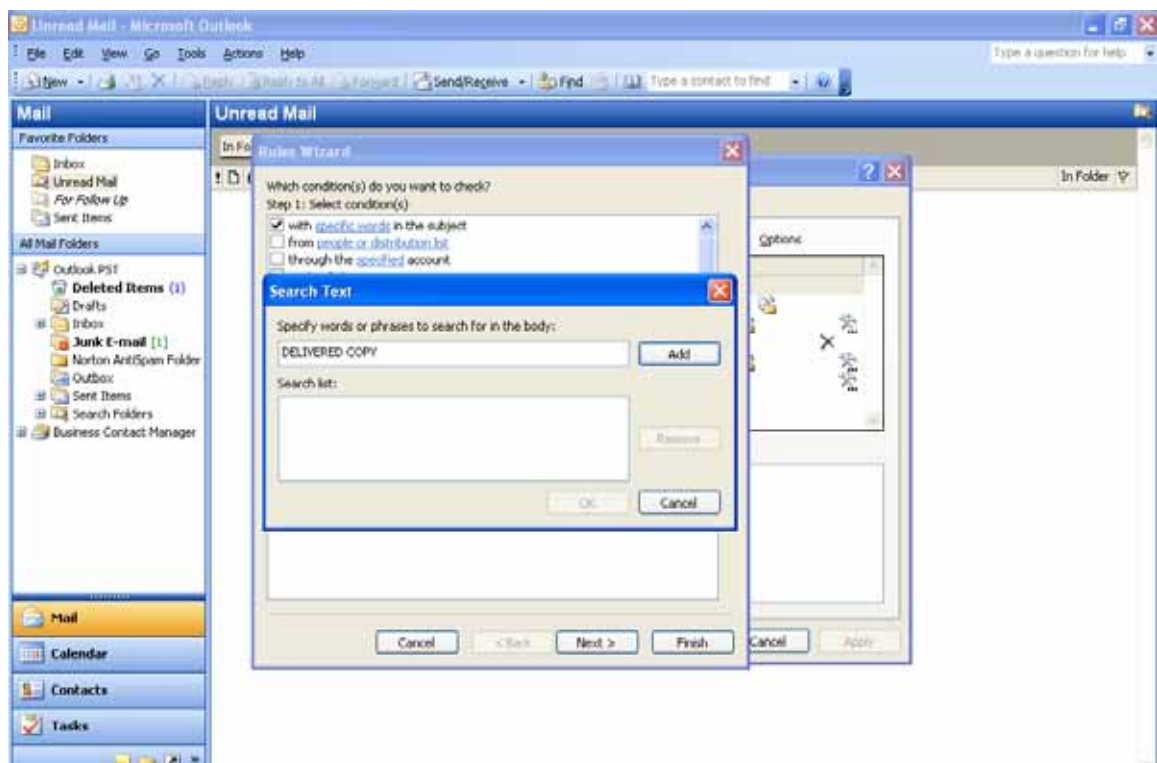 Unread Mail - Microsoft Outlook
File Edit View Go Tools Actions Help
Type a question for help
New Reply Reply to All Forward Send/Receive Find Type a contact to find
Mail
Unread Mail
Favorite Folders
Inbox
Unread Mail
For Follow Up
Sent Items
All Mail Folders
Outlook PST
Deleted Items (1)
Drafts
Inbox
Junk E-mail [1]
Norton AntiSpam Folder
Outbox
Sent Items
Search Folders
Business Contact Manager
Mail
Calendar
Contacts
Tasks
In Fo
In Folder
Options
Rules Wizard
Which condition(s) do you want to check?
Step 1: Select condition(s)
with specific words in the subject
from people or distribution list
through the specified account
Search Text
Specify words or phrases to search for in the body:
DELIVERED COPY
Add
Search list:
Remove
OK Cancel
Cancel < Back Next > Finish
Cancel Apply